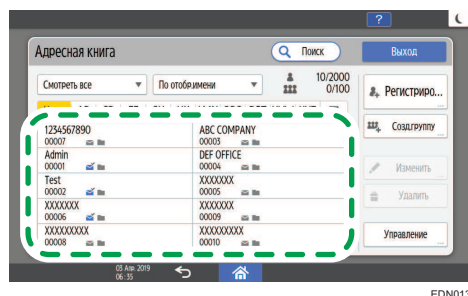 ?
Адресная книга
Поиск
Выход
Смотреть все
По отобр.имени
10/2000
0/100
Регистриро...
1234567890
00007
ABC COMPANY
00003
Создгруппу
Admin
00001
DEF OFFICE
00004
Test
00002
XXXXXXX
00005
Изменить
XXXXXXX
00006
XXXXXXX
00009
Удалить
XXXXXXXXX
00008
XXXXXXXXX
00010
Управление
03 Апр. 2019
06:35
EDN013